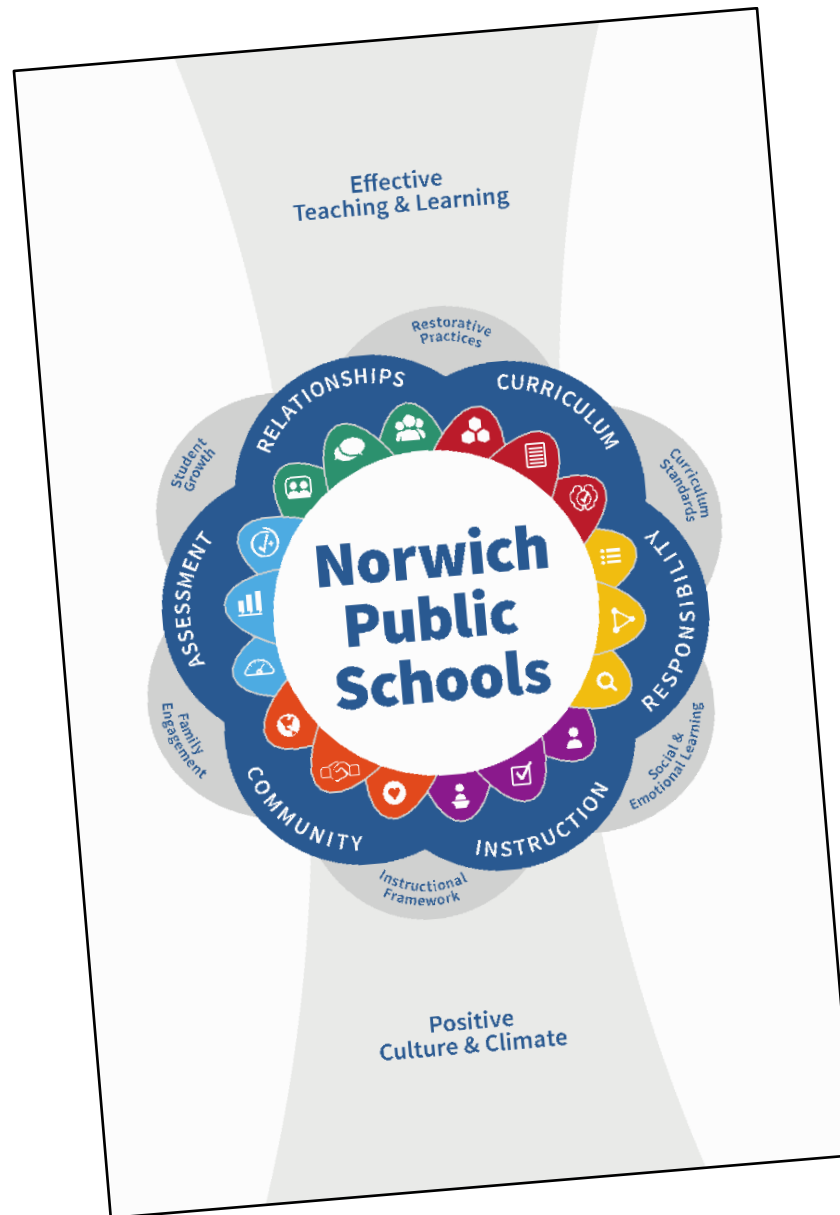 Effective
Teaching & Learning
Restorative
Practices
RELATIONSHIPS
CURRICULUM
Student
Growth
Curriculum
Standards
ASSESSMENT
RESPONSIBILITY
Norwich
Public
Schools
Family
Engagement
Social &
Emotional Learning
COMMUNITY
INSTRUCTION
Instructional
Framework
Positive
Culture & Climate